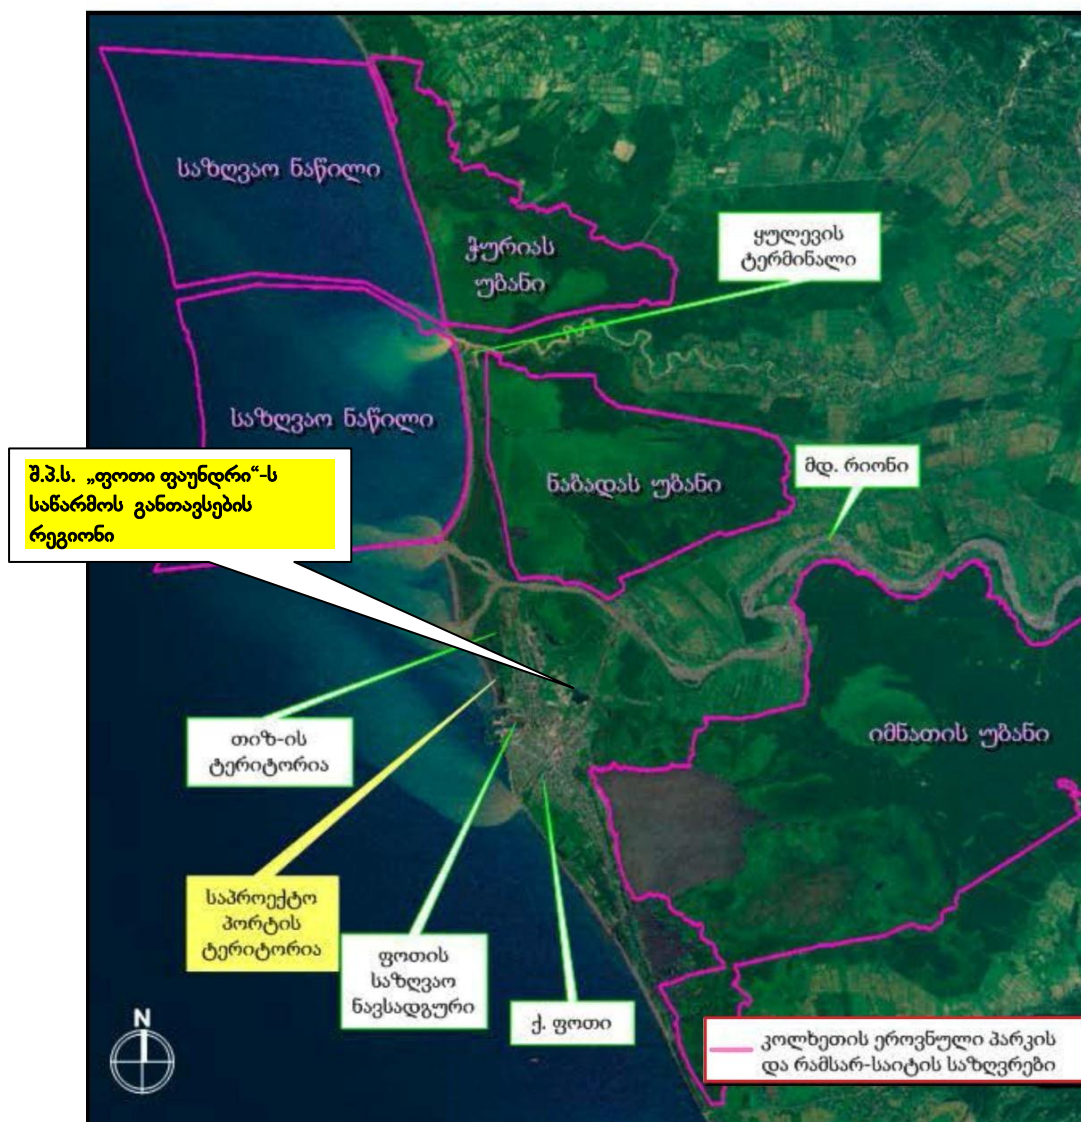 საზღვაო ნაწილი
ჭურიას
უბანი
ყულევის
ტერმინალი
საზღვაო ნაწილი
ნაბადას უბანი
მდ. რიონი
შ.პ.ს. „ფოთი ფაუნდრი“-ს
საწარმოს განთავსების
რეგიონი
იმნათის უბანი
თიზ-ის
ტერიტორია
საპროექტო
პორტის
ტერიტორია
ფოთის
საზღვაო
ნავსადგური
ქ. ფოთი
N
კოლხეთის ეროვნული პარკის
და რამსარ-საიტის საზღვრები